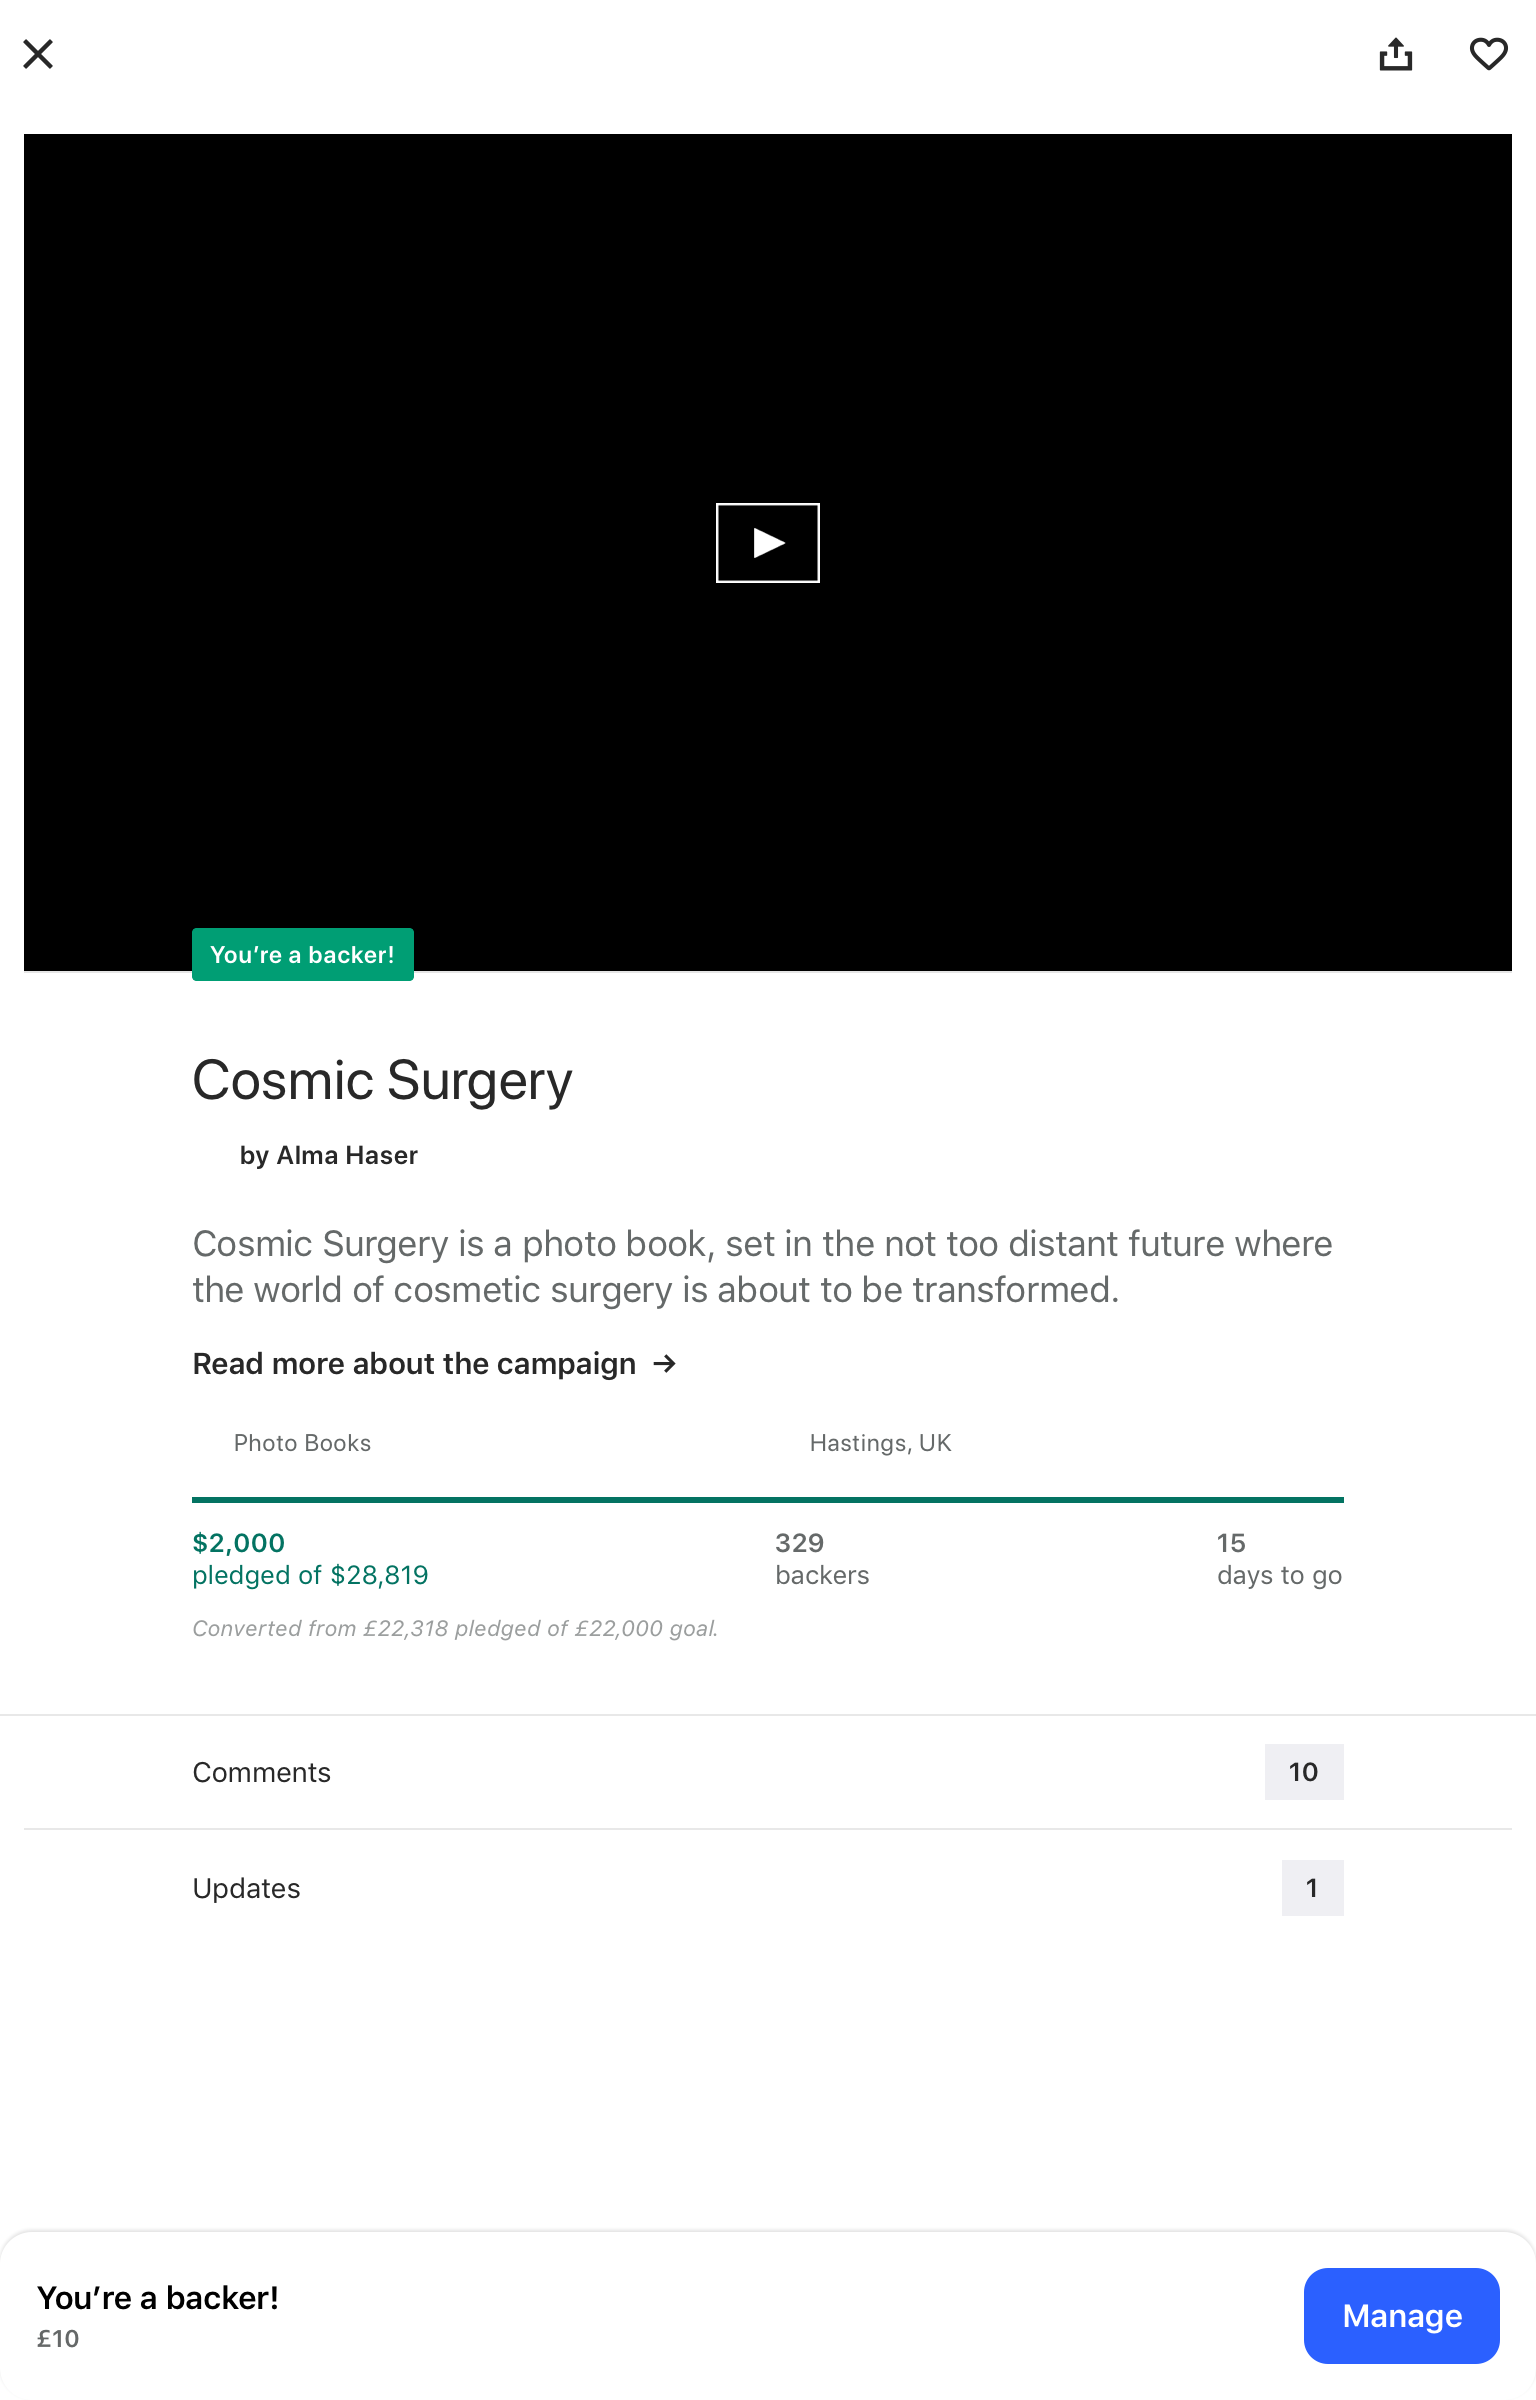 You’re a backer!
Cosmic Surgery
by Alma Haser
Cosmic Surgery is a photo book, set in the not too distant future where
the world of cosmetic surgery is about to be transformed.
Read more about the campaign →
Photo Books
Hastings, UK
$2,000
pledged of $28,819
329
backers
15
days to go
Converted from £22,318 pledged of £22,000 goal.
Comments
10
Updates
1
You’re a backer!
£10
Manage